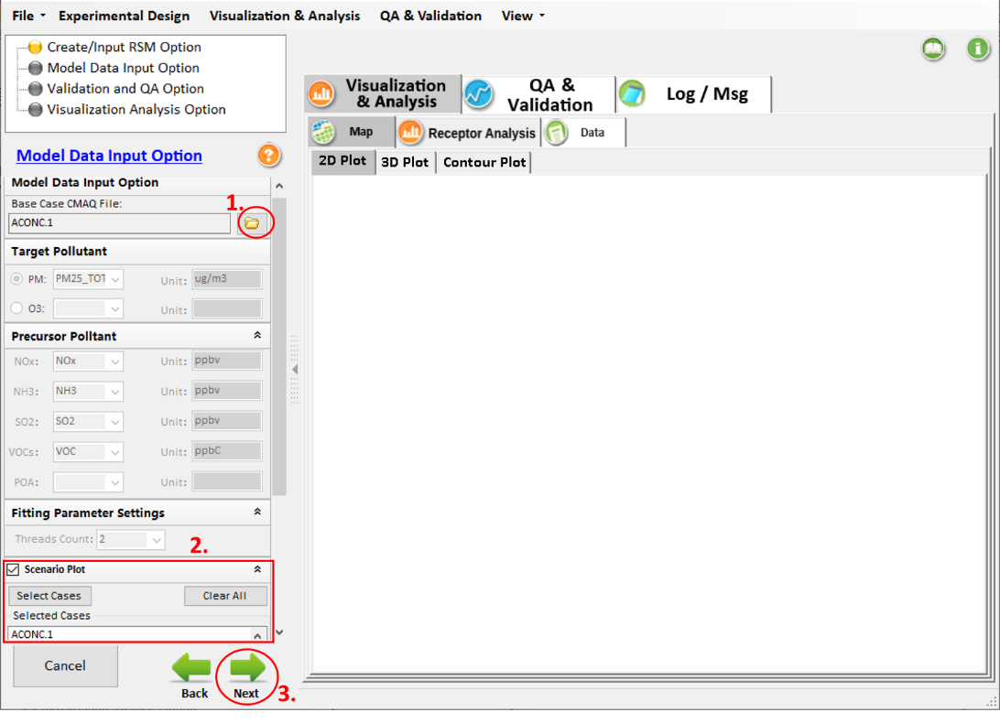 File Experimental Design Visualization & Analysis QA & Validation View
Create/Input RSM Option
Model Data Input Option
Validation and QA Option
Visualization Analysis Option
Model Data Input Option
?
Model Data Input Option
1.
Base Case CMAQ File:
ACONC.1
Target Pollutant
PM: PM25_TOT Unit: ug/m3
O3: Unit:
Precursor Polltant
NOx: NOx Unit: ppbv
NH3: NH3 Unit: ppbv
SO2: SO2 Unit: ppbv
VOCs: VOC Unit: ppbC
POA: Unit:
Fitting Parameter Settings
Threads Count: 2
2.
Scenario Plot
Select Cases Clear All
Selected Cases
ACONC.1
Cancel
Back Next 3.
i
Visualization
& Analysis
QA &
Validation
Log / Msg
Map Receptor Analysis Data
2D Plot 3D Plot Contour Plot